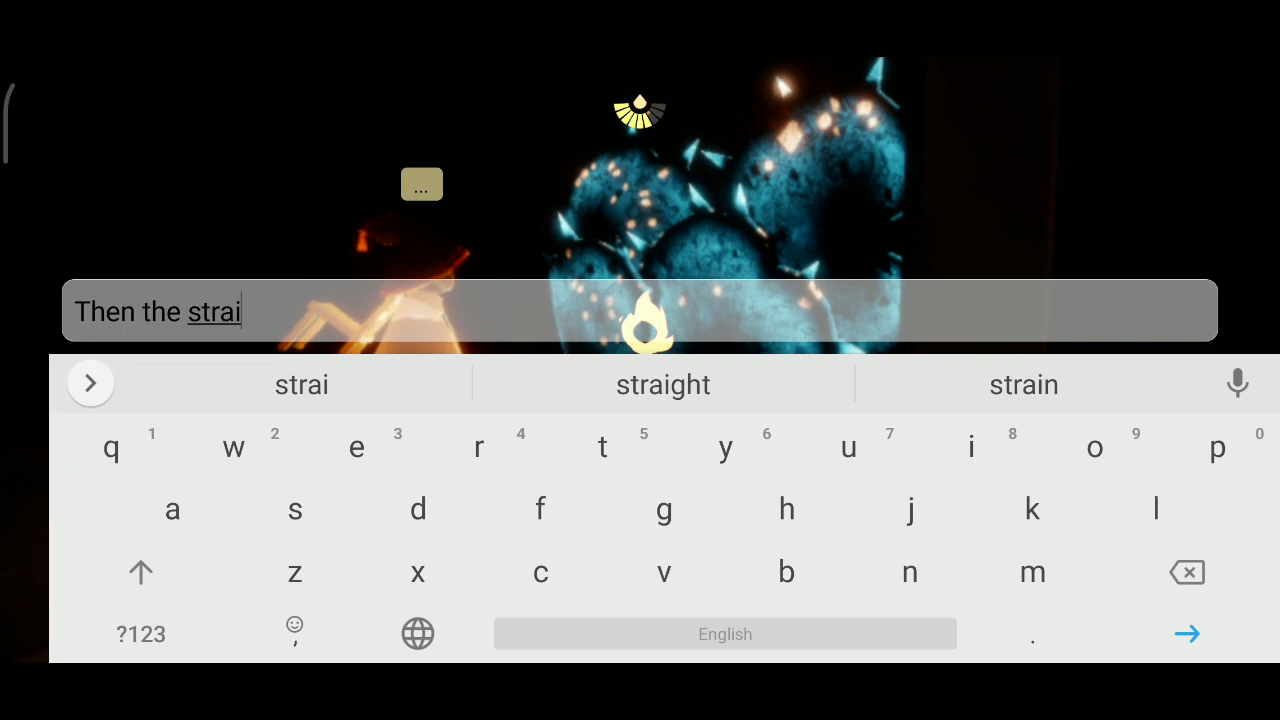 ...
Then the strai
strai straight strain
q 1 w 2 e 3 r 4 t 5 y 6 u 7 i 8 o 9 p 0
a s d f g h j k l
z x c v b n m
?123 , English .